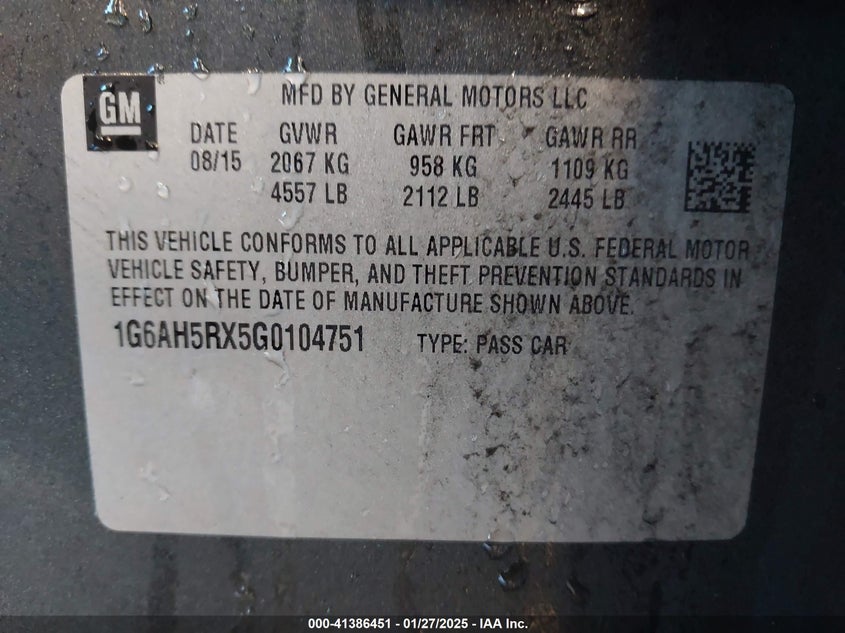 GM
MFD BY GENERAL MOTORS LLC
DATE GVWR GAWR FRT GAWR RR
08/15 2067 KG 958 KG 1109 KG
4557 LB 2112 LB 2445 LB
THIS VEHICLE CONFORMS TO ALL APPLICABLE U.S. FEDERAL MOTOR
VEHICLE SAFETY, BUMPER, AND THEFT PREVENTION STANDARDS IN
EFFECT ON THE DATE OF MANUFACTURE SHOWN ABOVE.
1G6AH5RX5G0104751 TYPE: PASS CAR
000-41386451 - 01/27/2025 - IAA Inc.